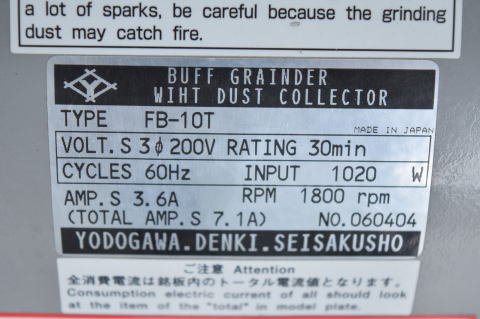 a lot of sparks, be careful because the grinding
dust may catch fire.
BUFF GRAINDER
WIHT DUST COLLECTOR
TYPE FB-10T
MADE IN JAPAN
VOLT.S 3φ200V RATING 30min
CYCLES 60Hz INPUT 1020 W
AMP.S 3.6A RPM 1800 rpm
(TOTAL AMP.S 7.1A) NO.060404
YODOGAWA.DENKI.SEISAKUSHO
ご注意 Attention
全消費電流は銘板内のトータル電流値となります。
Consumption electric current of all should look
at the item of the "total" in model plate.